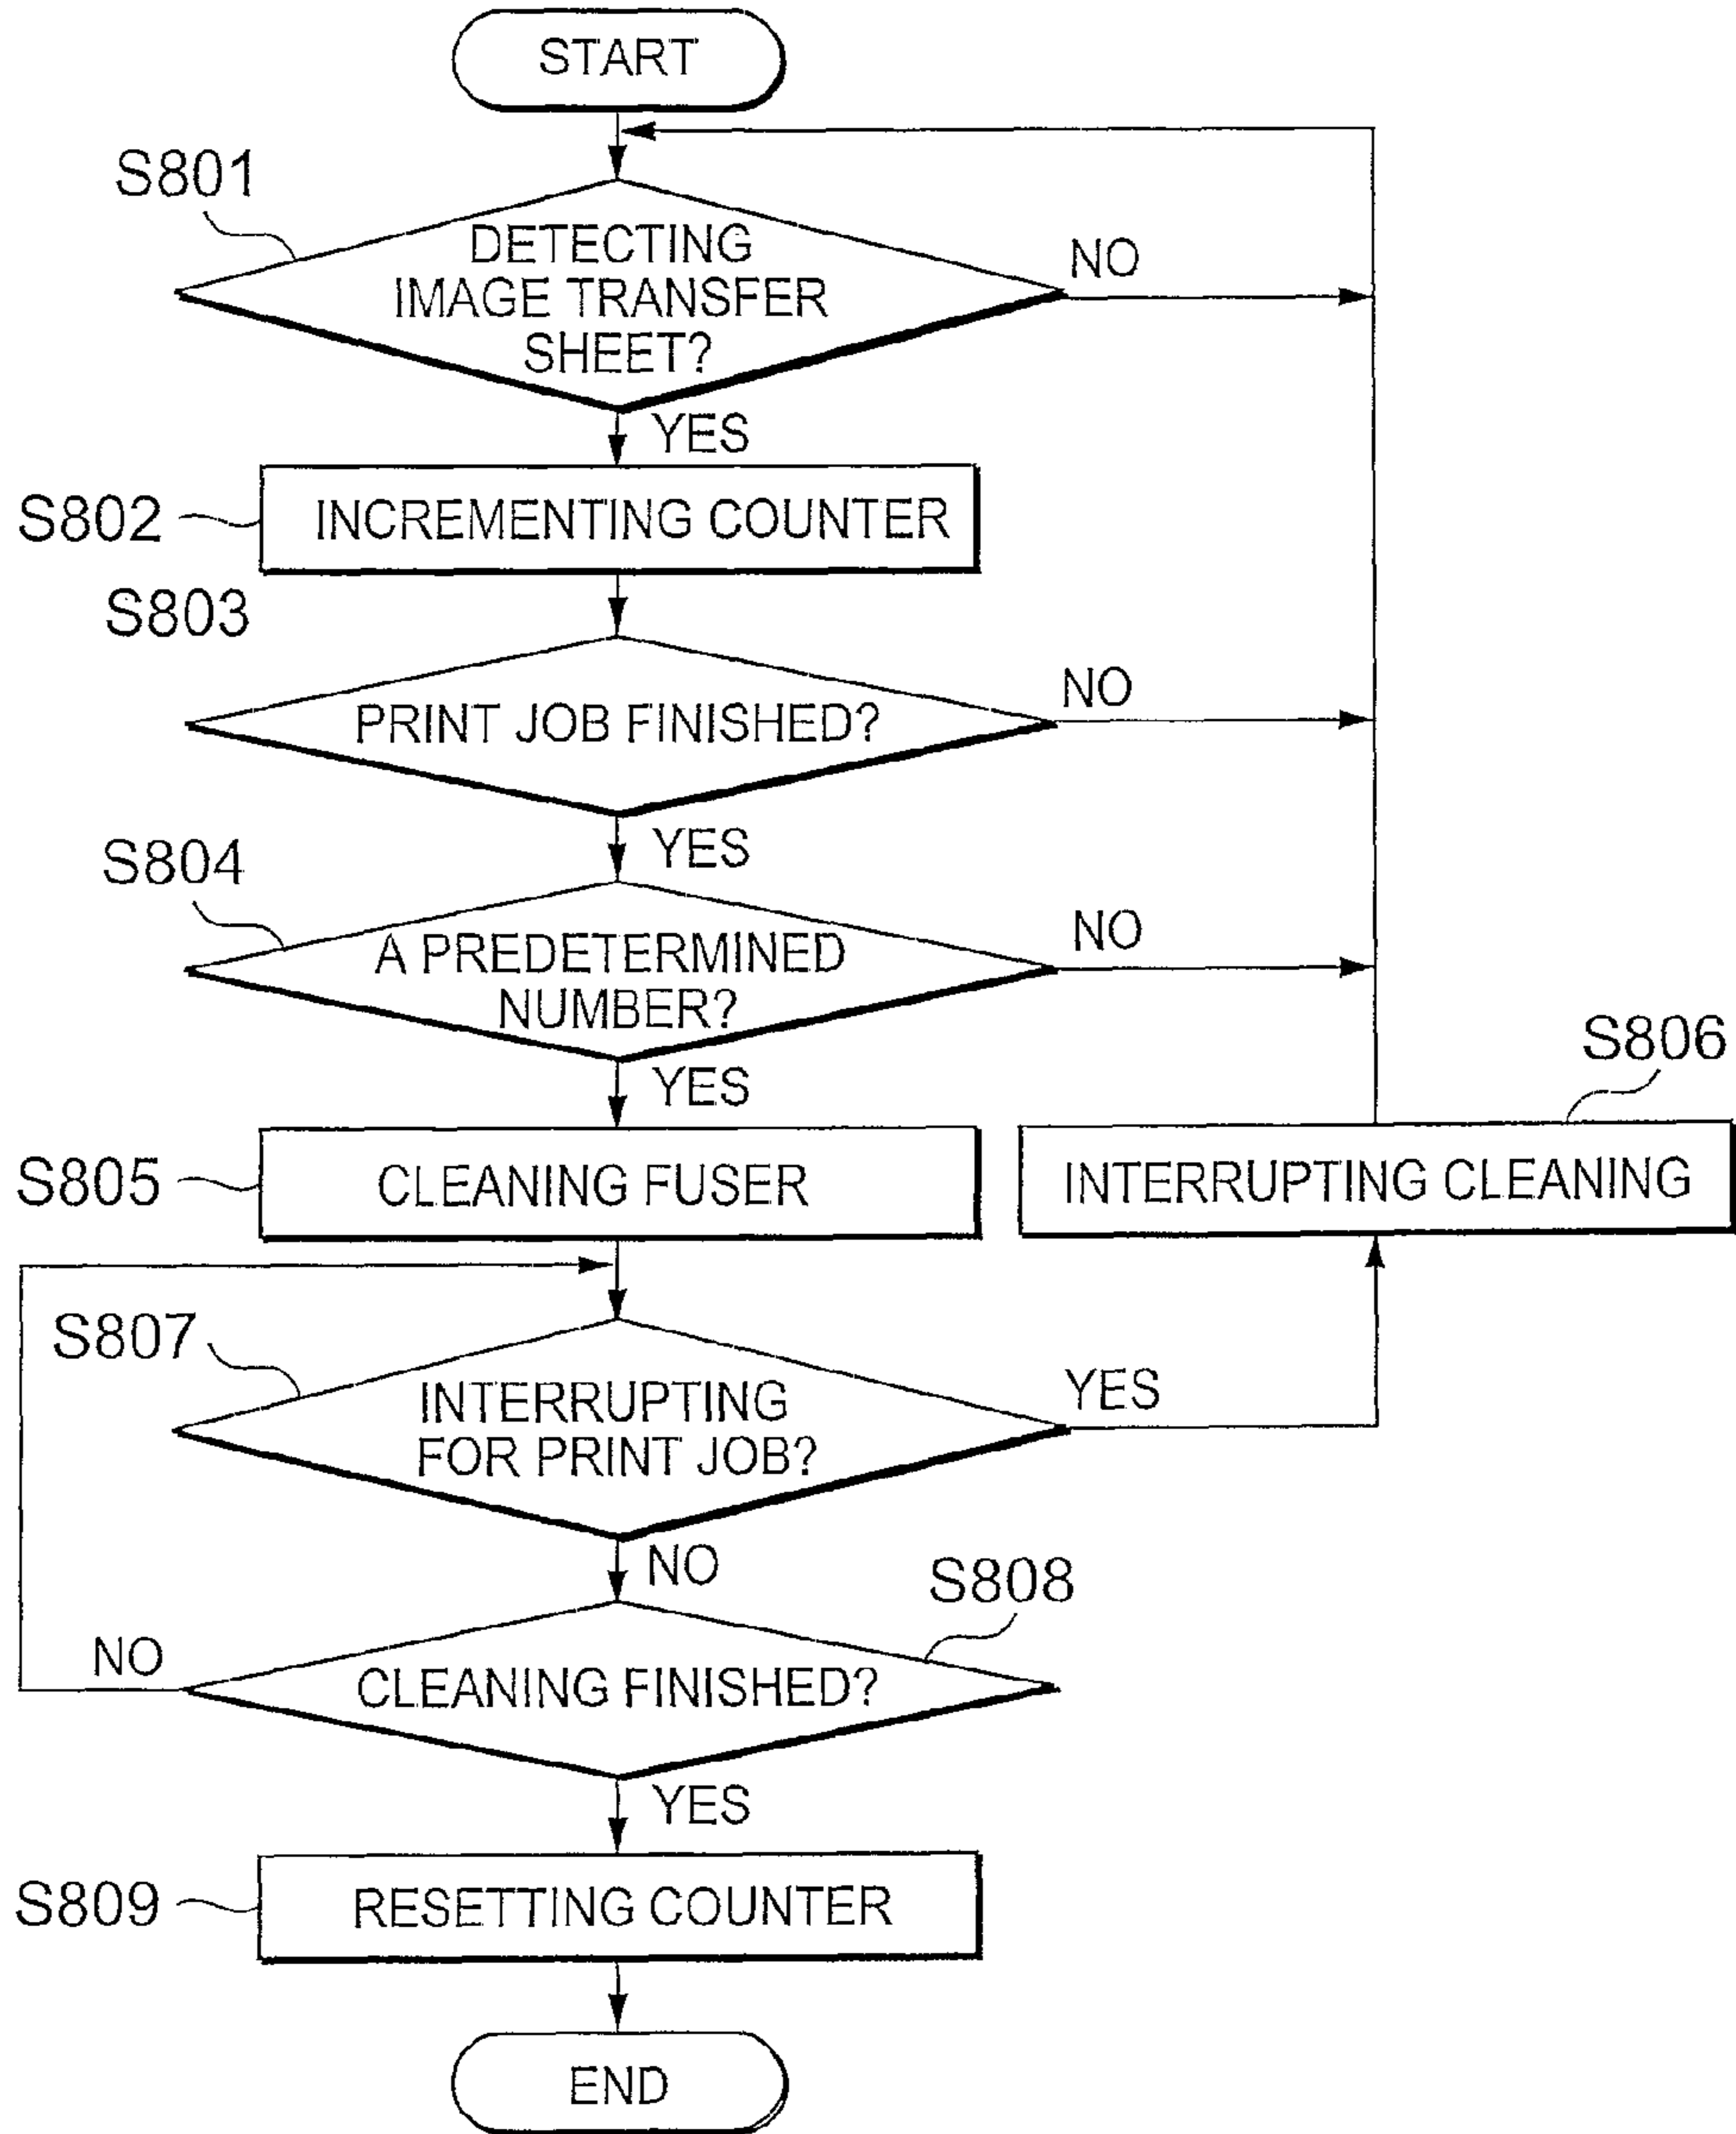 START
S801
DETECTING
IMAGE TRANSFER
SHEET?
NO
YES
S802
INCREMENTING COUNTER
S803
PRINT JOB FINISHED?
NO
YES
S804
A PREDETERMINED
NUMBER?
NO
YES
S805
CLEANING FUSER
S806
INTERRUPTING CLEANING
S807
INTERRUPTING
FOR PRINT JOB?
YES
NO
S808
CLEANING FINISHED?
NO
YES
S809
RESETTING COUNTER
END